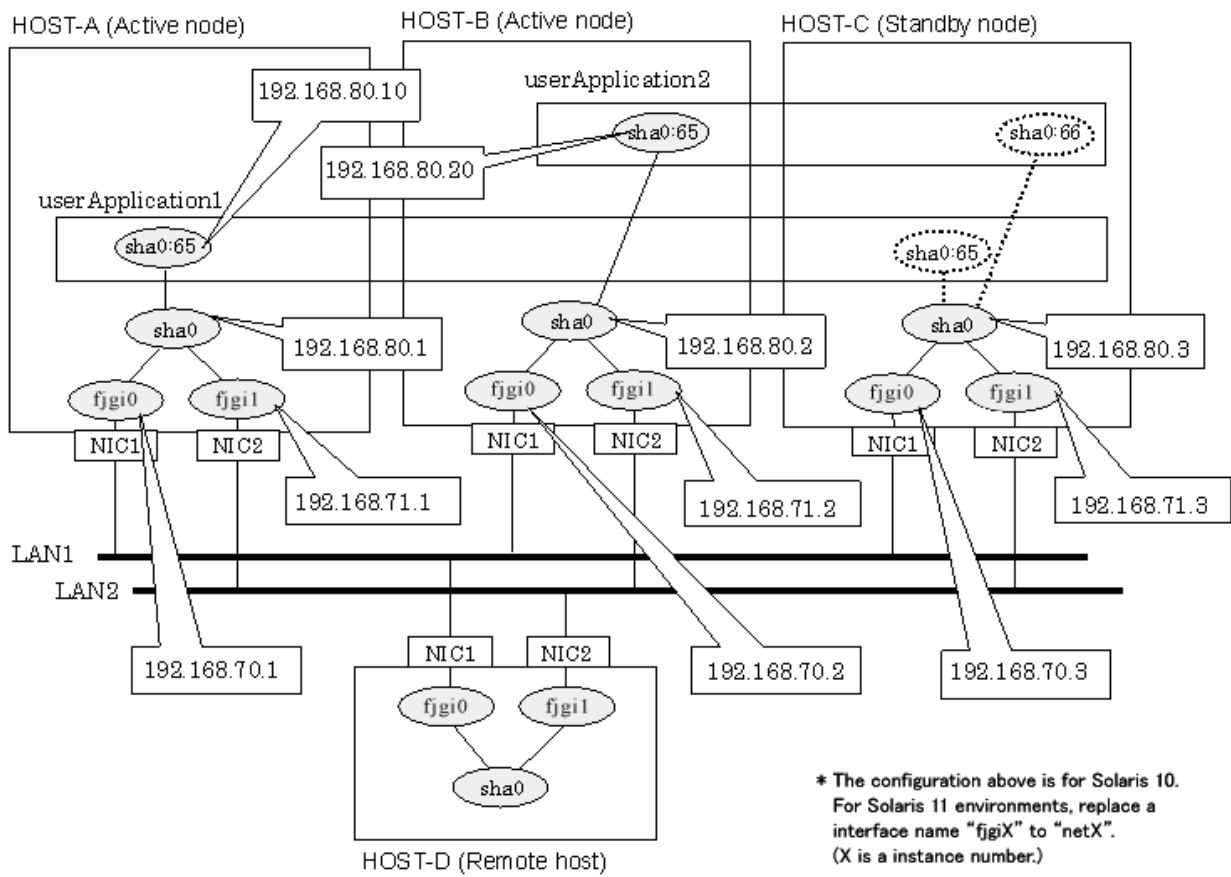 HOST-A (Active node)
HOST-B (Active node)
HOST-C (Standby node)
192.168.80.10
userApplication2
sha0:65
sha0:66
192.168.80.20
userApplication1
sha0:65
sha0:65
sha0
192.168.80.1
sha0
192.168.80.2
sha0
192.168.80.3
fjgi0
fjgi1
fjgi0
fjgi1
fjgi0
fjgi1
NIC1
NIC2
NIC1
NIC2
NIC1
NIC2
192.168.71.1
192.168.71.2
192.168.71.3
LAN1
LAN2
192.168.70.1
NIC1
NIC2
192.168.70.2
192.168.70.3
fjgi0
fjgi1
sha0
HOST-D (Remote host)
* The configuration above is for Solaris 10.
For Solaris 11 environments, replace a
interface name “fjgiX” to “netX”.
(X is a instance number.)